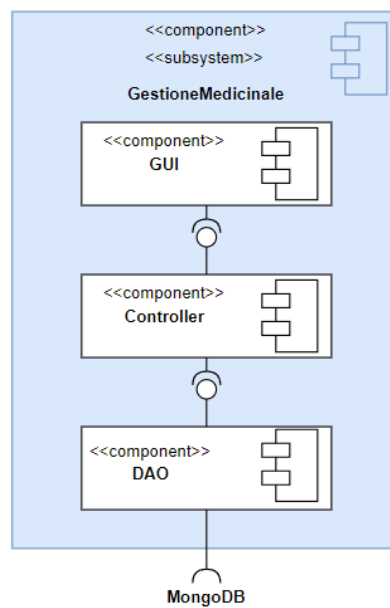 <<component>>
<<subsystem>>
GestioneMedicinale
<<component>>
GUI
<<component>>
Controller
<<component>>
DAO
MongoDB